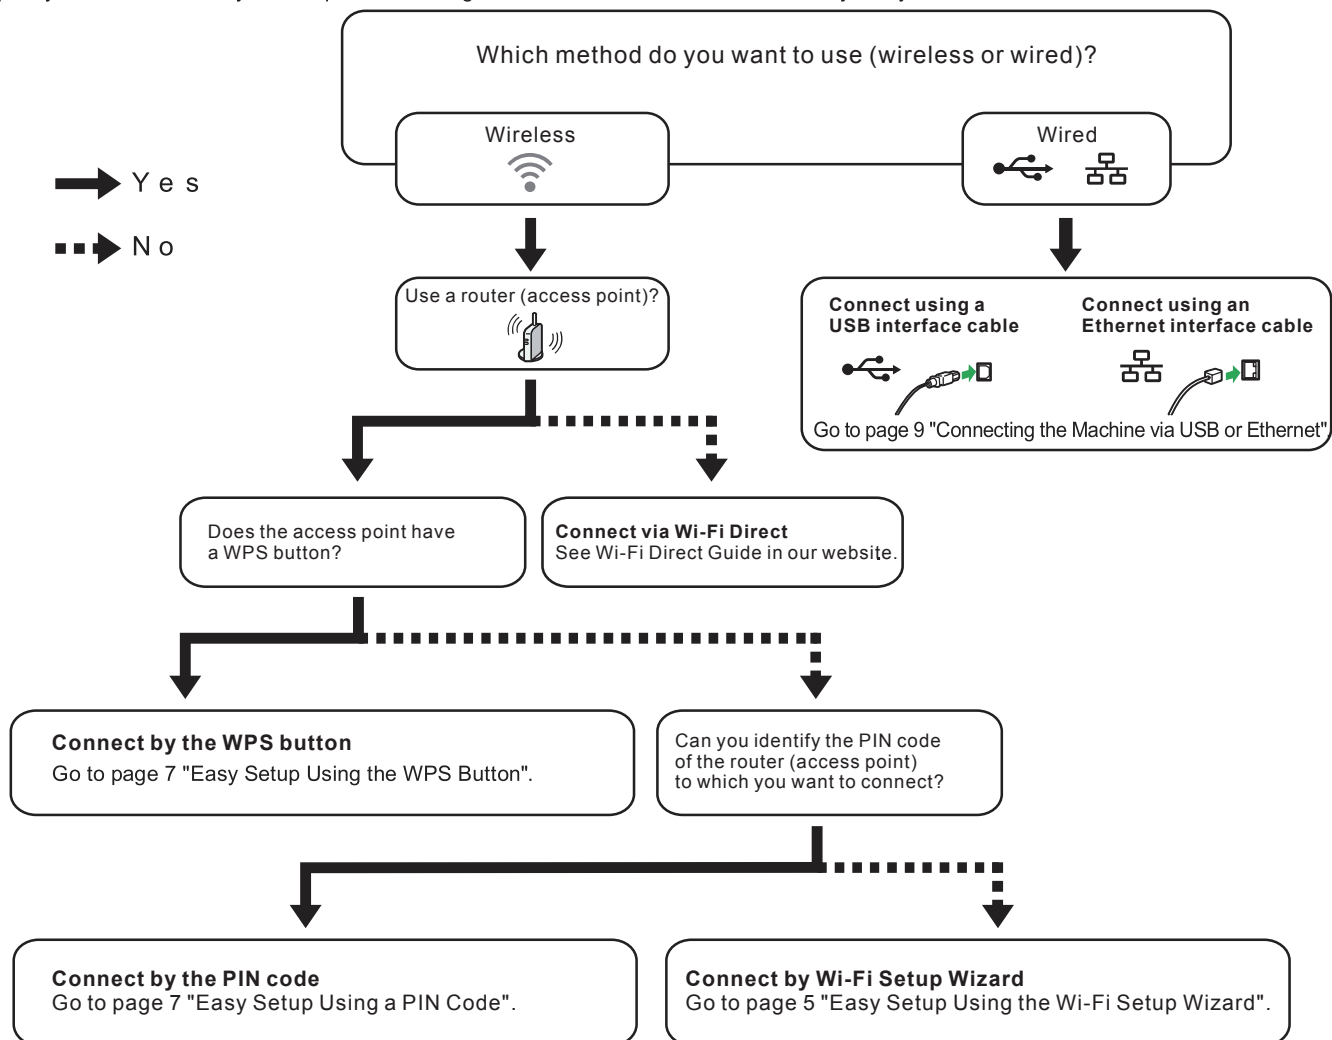 Which method do you want to use (wireless or wired)?
Wireless
Wired
Yes
No
Use a router (access point)?
Connect using a
USB interface cable
Connect using an
Ethernet interface cable
Go to page 9 "Connecting the Machine via USB or Ethernet".
Does the access point have
a WPS button?
Connect via Wi-Fi Direct
See Wi-Fi Direct Guide in our website.
Connect by the WPS button
Go to page 7 "Easy Setup Using the WPS Button".
Can you identify the PIN code
of the router (access point)
to which you want to connect?
Connect by the PIN code
Go to page 7 "Easy Setup Using a PIN Code".
Connect by Wi-Fi Setup Wizard
Go to page 5 "Easy Setup Using the Wi-Fi Setup Wizard".